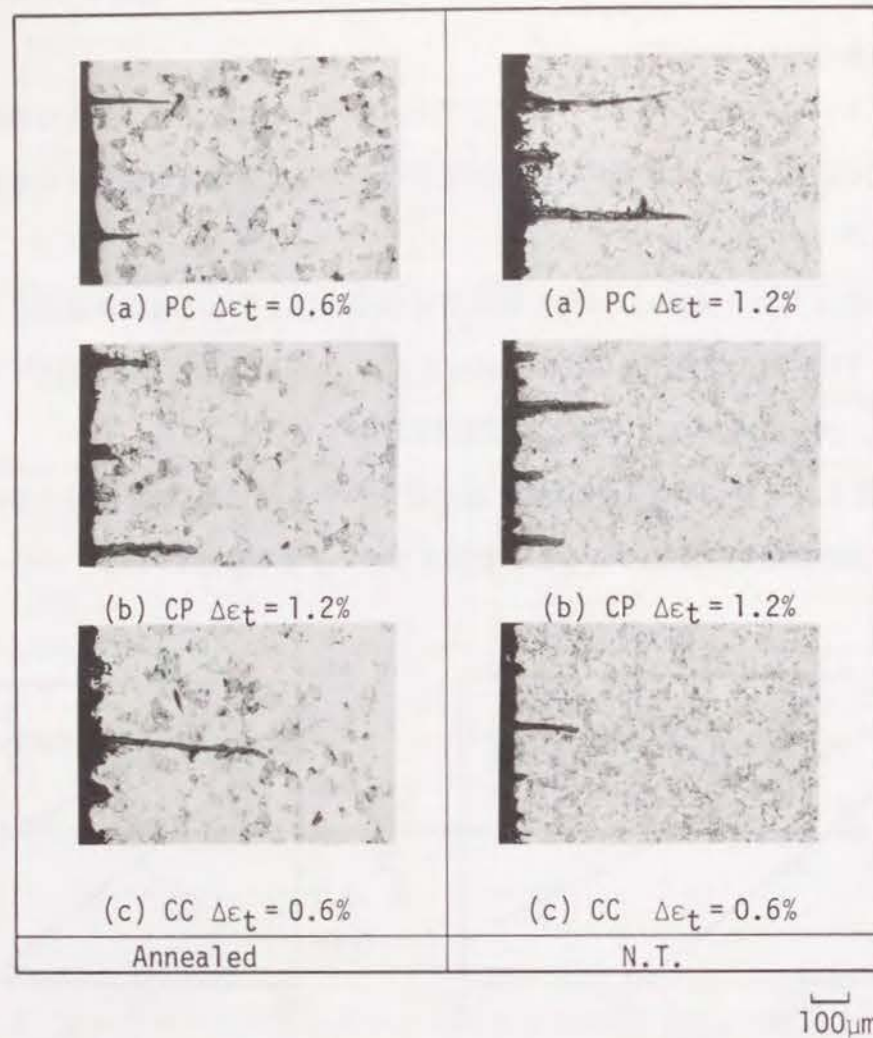 (a) PC Δεt = 0.6%
(a) PC Δεt = 1.2%
(b) CP Δεt = 1.2%
(b) CP Δεt = 1.2%
(c) CC Δεt = 0.6%
(c) CC Δεt = 0.6%
Annealed
N.T.
100μm